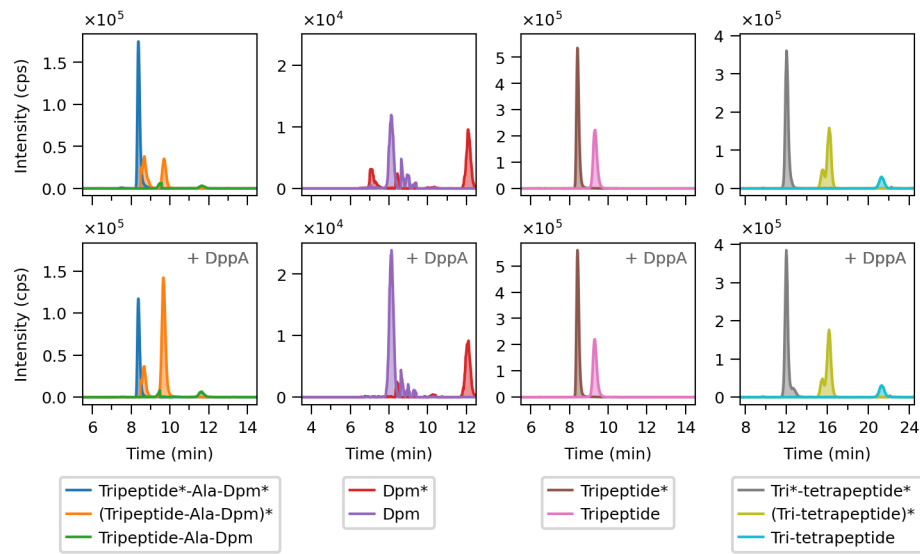 ×10⁵ ×10⁴ ×10⁵ ×10⁵
Intensity (cps)
1.5
1.0
0.5
0.0
2
1
0
5
4
3
2
1
0
4
3
2
1
0
×10⁵ ×10⁴ ×10⁵ ×10⁵
+ DppA + DppA + DppA + DppA
Intensity (cps)
1.5
1.0
0.5
0.0
2
1
0
5
4
3
2
1
0
4
3
2
1
0
6 8 10 12 14 4 6 8 10 12 6 8 10 12 14 8 12 16 20 24
Time (min) Time (min) Time (min) Time (min)
Tripeptide*-Ala-Dpm*
(Tripeptide-Ala-Dpm)*
Tripeptide-Ala-Dpm
Dpm*
Dpm
Tripeptide*
Tripeptide
Tri*-tetrapeptide*
(Tri-tetrapeptide)*
Tri-tetrapeptide